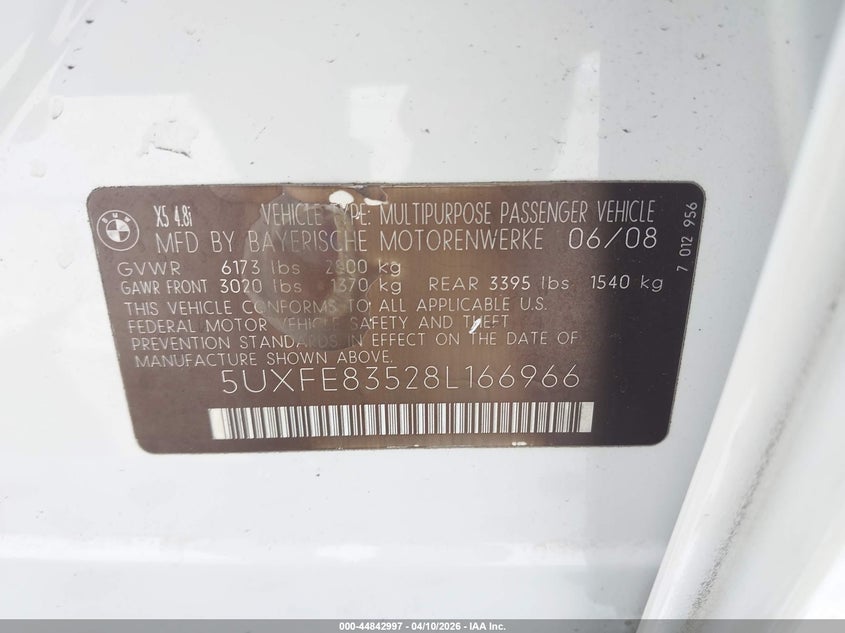 BMW
X5 4.8i VEHICLE TYPE: MULTIPURPOSE PASSENGER VEHICLE
MFD BY BAYERISCHE MOTORENWERKE 06/08
GVWR 6173 lbs 2800 kg
GAWR FRONT 3020 lbs 1370 kg REAR 3395 lbs 1540 kg
THIS VEHICLE CONFORMS TO ALL APPLICABLE U.S.
FEDERAL MOTOR VEHICLE SAFETY AND THEFT
PREVENTION STANDARDS IN EFFECT ON THE DATE OF
MANUFACTURE SHOWN ABOVE.
5UXFE83528L166966
7 012 956
000-44842997 - 04/10/2026 - IAA Inc.